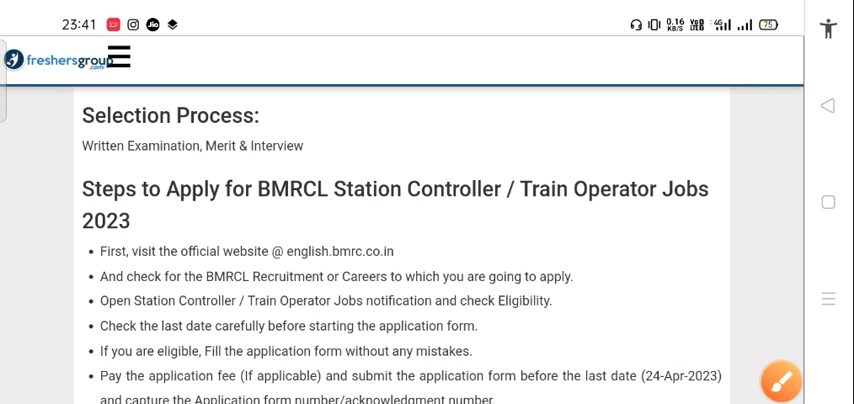 23:41 Jio 0.16 KB/S VoD LTE 4G 75
freshersgroup
.com
Selection Process:
Written Examination, Merit & Interview
Steps to Apply for BMRCL Station Controller / Train Operator Jobs
2023
• First, visit the official website @ english.bmrc.co.in
• And check for the BMRCL Recruitment or Careers to which you are going to apply.
• Open Station Controller / Train Operator Jobs notification and check Eligibility.
• Check the last date carefully before starting the application form.
• If you are eligible, Fill the application form without any mistakes.
• Pay the application fee (If applicable) and submit the application form before the last date (24-Apr-2023)
and capture the Application form number/acknowledgment number.